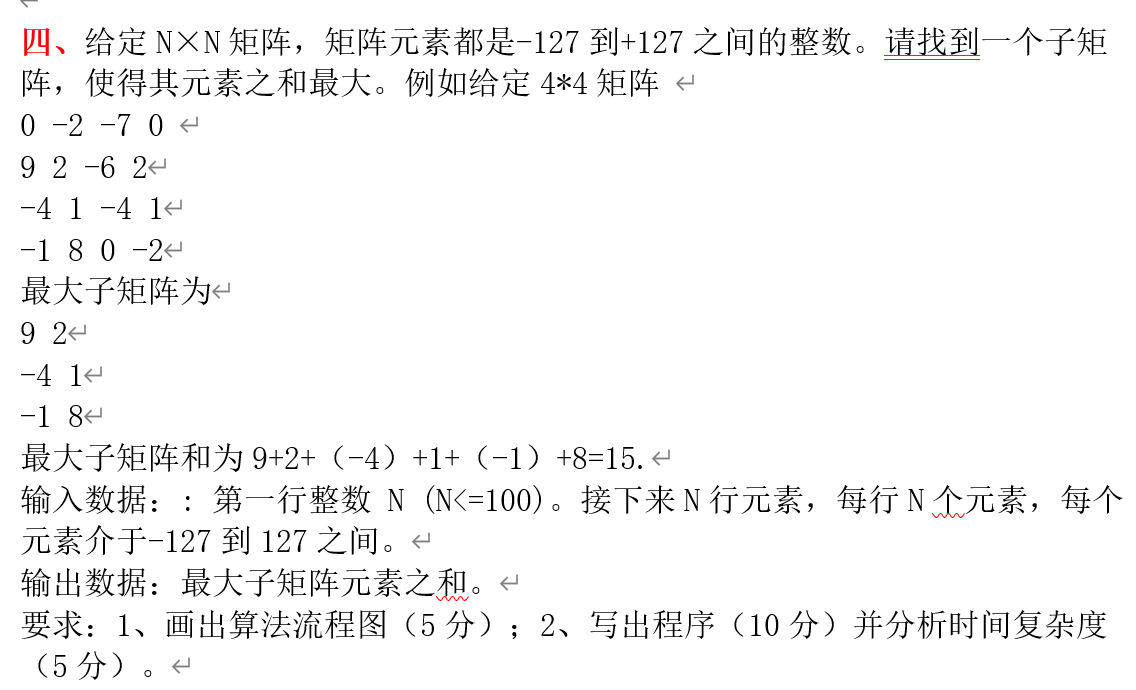 四、给定 N×N 矩阵，矩阵元素都是-127 到+127 之间的整数。请找到一个子矩
阵，使得其元素之和最大。例如给定 4*4 矩阵
0 -2 -7 0
9 2 -6 2
-4 1 -4 1
-1 8 0 -2
最大子矩阵为
9 2
-4 1
-1 8
最大子矩阵和为 9+2+（-4）+1+（-1）+8=15.
输入数据：: 第一行整数 N (N<=100)。接下来 N 行元素，每行 N 个元素，每个
元素介于-127 到 127 之间。
输出数据：最大子矩阵元素之和。
要求：1、画出算法流程图（5 分）；2、写出程序（10 分）并分析时间复杂度
（5 分）。